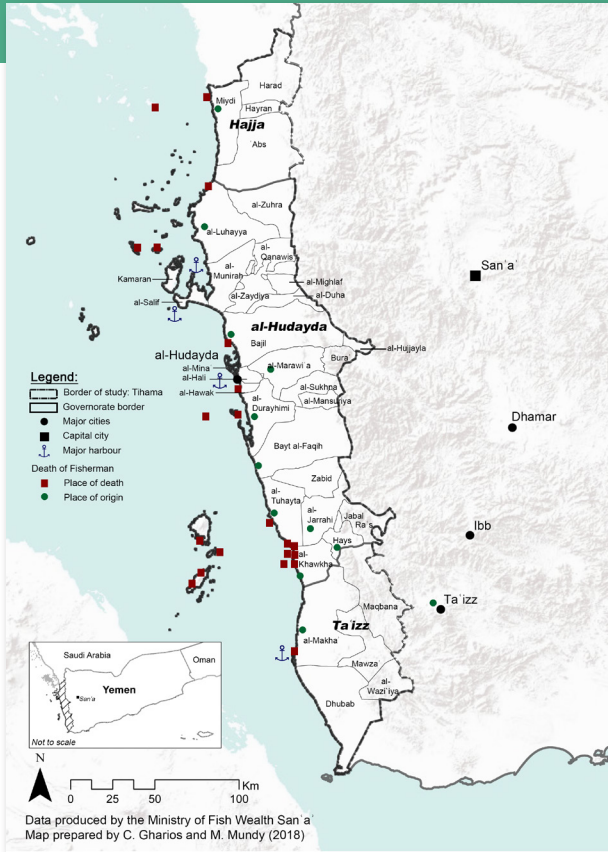 Harad
Miydi
Hayran
Hajja
Abs
al-Zuhra
al-Luhayya
al-
Qanawis
al-
Munirah
San'a'
Kamaran
al-Mighlaf
al-Zaydiya
al-Duha
al-Salif
al-Hudayda
Bajil
al-Hujjayla
al-Hudayda
Bura
al-Mina
al-Marawi'a
al-Hali
al-Sukhna
al-Hawak
al-Mansuriya
al-
Durayhimi
Dhamar
Bayt al-Faqih
Zabid
al-
Tuhayta
al-
Jarrahi
Jabal
Ra's
Ibb
Hays
al-
Khawkha
Ta'izz
Maqbana
Ta'izz
al-Makha
Mawza'
al-
Wazi'iya
Dhubab
Legend:
Border of study: Tihama
Governorate border
Major cities
Capital city
Major harbour
Death of Fisherman
Place of death
Place of origin
Saudi Arabia
Oman
Yemen
San'a
Not to scale
N
Km
0 25 50 100
Data produced by the Ministry of Fish Wealth San'a'
Map prepared by C. Gharios and M. Mundy (2018)